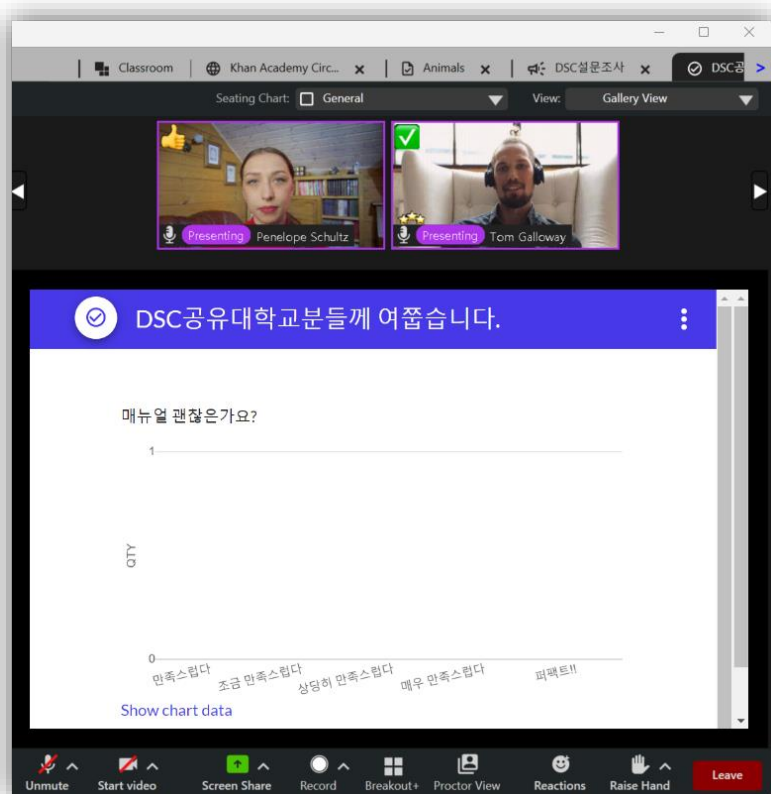 Classroom
Khan Academy Circ...
Animals
DSC설문조사
DSC공
Seating Chart:
General
View:
Gallery View
Presenting
Penelope Schultz
Presenting
Tom Galloway
DSC공유대학교분들께 여쭙습니다.
매뉴얼 괜찮은가요?
1
QTY
0
만족스럽다
조금 만족스럽다
상당히 만족스럽다
매우 만족스럽다
퍼팩트!!
Show chart data
Unmute
Start video
Screen Share
Record
Breakout+
Proctor View
Reactions
Raise Hand
Leave